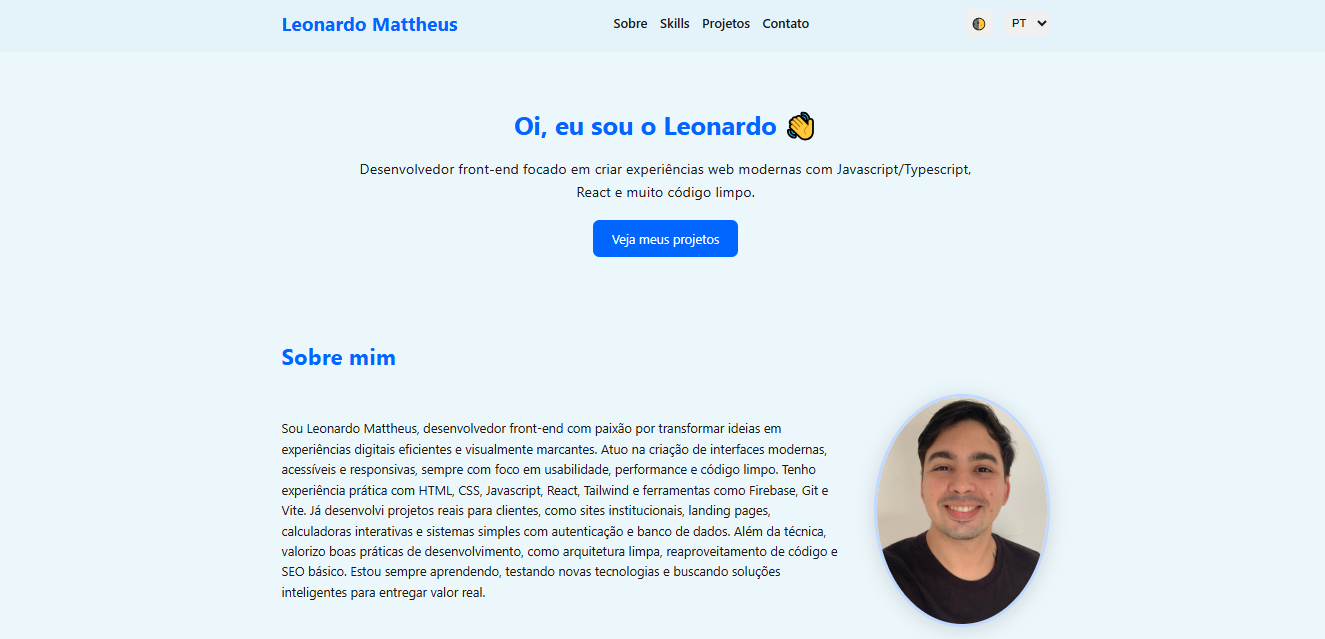 Leonardo Mattheus
Sobre Skills Projetos Contato
PT
Oi, eu sou o Leonardo 👋
Desenvolvedor front-end focado em criar experiências web modernas com Javascript/Typescript,
React e muito código limpo.
Veja meus projetos
Sobre mim
Sou Leonardo Mattheus, desenvolvedor front-end com paixão por transformar ideias em
experiências digitais eficientes e visualmente marcantes. Atuo na criação de interfaces modernas,
acessíveis e responsivas, sempre com foco em usabilidade, performance e código limpo. Tenho
experiência prática com HTML, CSS, Javascript, React, Tailwind e ferramentas como Firebase, Git e
Vite. Já desenvolvi projetos reais para clientes, como sites institucionais, landing pages,
calculadoras interativas e sistemas simples com autenticação e banco de dados. Além da técnica,
valorizo boas práticas de desenvolvimento, como arquitetura limpa, reaproveitamento de código e
SEO básico. Estou sempre aprendendo, testando novas tecnologias e buscando soluções
inteligentes para entregar valor real.